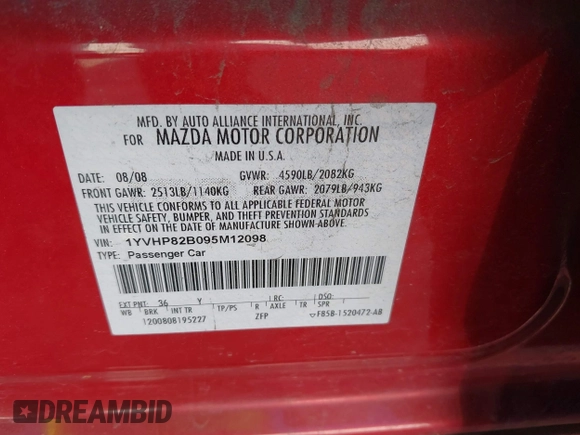 MFD. BY AUTO ALLIANCE INTERNATIONAL, INC.
FOR MAZDA MOTOR CORPORATION
MADE IN U.S.A.
DATE: 08/08 GVWR: 4590LB/2082KG
FRONT GAWR: 2513LB/1140KG REAR GAWR: 2079LB/943KG
THIS VEHICLE CONFORMS TO ALL APPLICABLE FEDERAL MOTOR
VEHICLE SAFETY, BUMPER, AND THEFT PREVENTION STANDARDS
IN EFFECT ON THE DATE OF MANUFACTURE SHOWN ABOVE.
VIN: 1YVHP82B095M12098
TYPE: Passenger Car
EXT PNT: 36 Y RC: DSO:
WB BRK INT TR TP/PS R AXLE TR SPR
1200808195227 ZFP FB5B-1520472-AB
DREAMBID